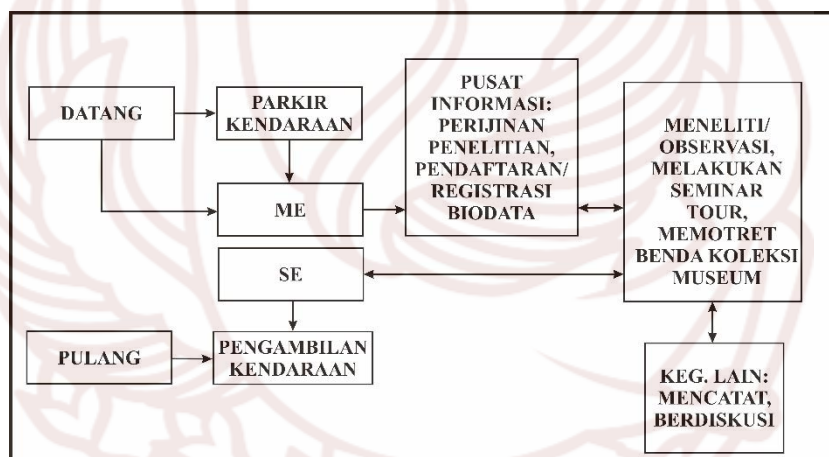 DATANG
PARKIR
KENDARAAN
ME
SE
PULANG
PENGAMBILAN
KENDARAAN
PUSAT
INFORMASI:
PERIJINAN
PENELITIAN,
PENDAFTARAN/
REGISTRASI
BIODATA
MENELITI/
OBSERVASI,
MELAKUKAN
SEMINAR
TOUR,
MEMOTRET
BENDA KOLEKSI
MUSEUM
KEG. LAIN:
MENCATAT,
BERDISKUSI